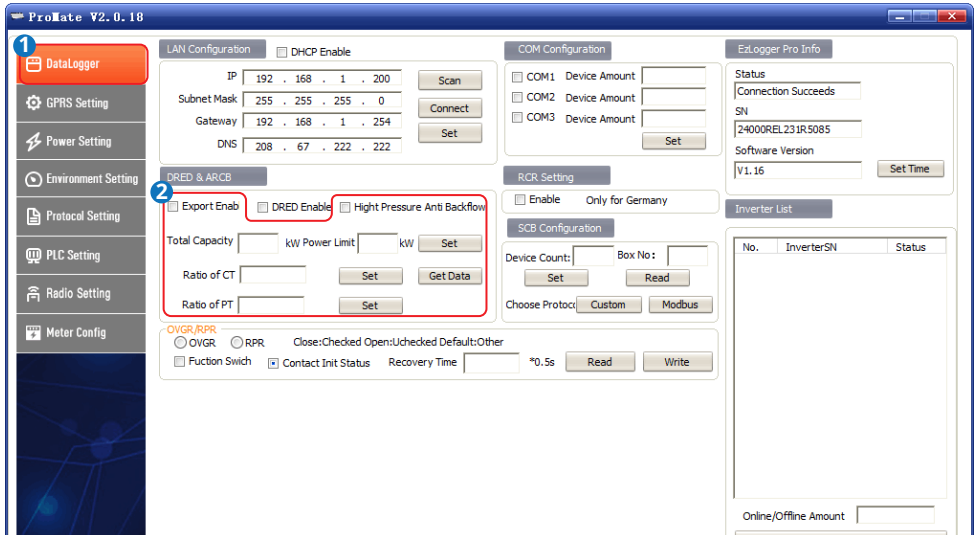 ProMate V2.0.18
1
DataLogger
GPRS Setting
Power Setting
Environment Setting
Protocol Setting
PLC Setting
Radio Setting
Meter Config
LAN Configuration
DHCP Enable
IP 192 . 168 . 1 . 200 Scan
Subnet Mask 255 . 255 . 255 . 0
Connect
Gateway 192 . 168 . 1 . 254
Set
DNS 208 . 67 . 222 . 222
COM Configuration
COM1 Device Amount
COM2 Device Amount
COM3 Device Amount
Set
EzLogger Pro Info
Status
Connection Succeeds
SN
24000REL231R5085
Software Version
V1.16 Set Time
DRED & ARCB
2
Export Enab DRED Enable Hight Pressure Anti Backflow
Total Capacity kW Power Limit kW Set
Ratio of CT Set Get Data
Ratio of PT Set
RCR Setting
Enable Only for Germany
SCB Configuration
Device Count: Box No:
Set Read
Choose Protocc Custom Modbus
OVGR/RPR
OVGR RPR Close:Checked Open:Uchecked Default:Other
Fuction Swich Contact Init Status Recovery Time *0.5s Read Write
Inverter List
No. InverterSN Status
Online/Offline Amount